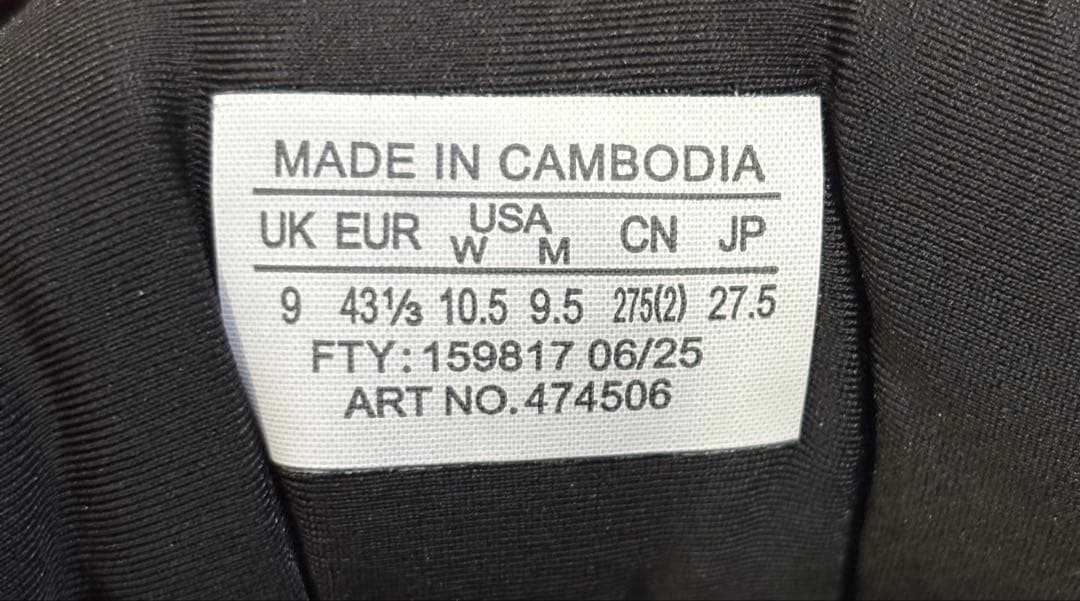 MADE IN CAMBODIA
UK EUR USA CN JP
W M
9 43⅓ 10.5 9.5 275(2) 27.5
FTY: 159817 06/25
ART NO. 474506